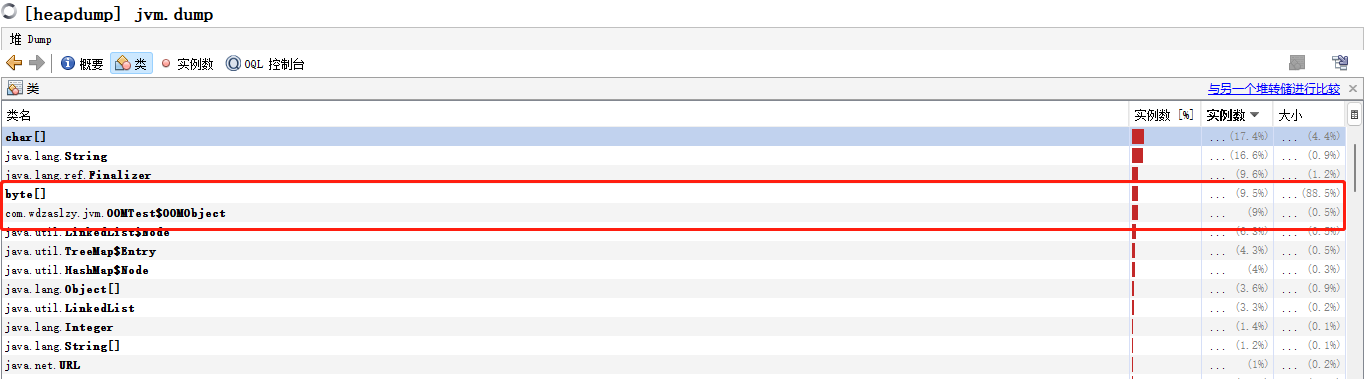 [heapdump] jvm.dump
堆 Dump
概要 类 实例数 OQL 控制台
类 与另一个堆转储进行比较
类名 实例数 [%] 实例数 大小
char[] ... (17.4%) ... (4.4%)
java.lang.String ... (16.6%) ... (0.9%)
java.lang.ref.Finalizer ... (9.6%) ... (1.2%)
byte[] ... (9.5%) ... (88.5%)
com.wdzaslzy.jvm.OOMTest$OOMObject ... (9%) ... (0.5%)
java.util.LinkedList$Node ... (6.3%) ... (0.5%)
java.util.TreeMap$Entry ... (4.3%) ... (0.5%)
java.util.HashMap$Node ... (4%) ... (0.3%)
java.lang.Object[] ... (3.6%) ... (0.9%)
java.util.LinkedList ... (3.3%) ... (0.2%)
java.lang.Integer ... (1.4%) ... (0.1%)
java.lang.String[] ... (1.2%) ... (0.1%)
java.net.URL ... (1%) ... (0.2%)